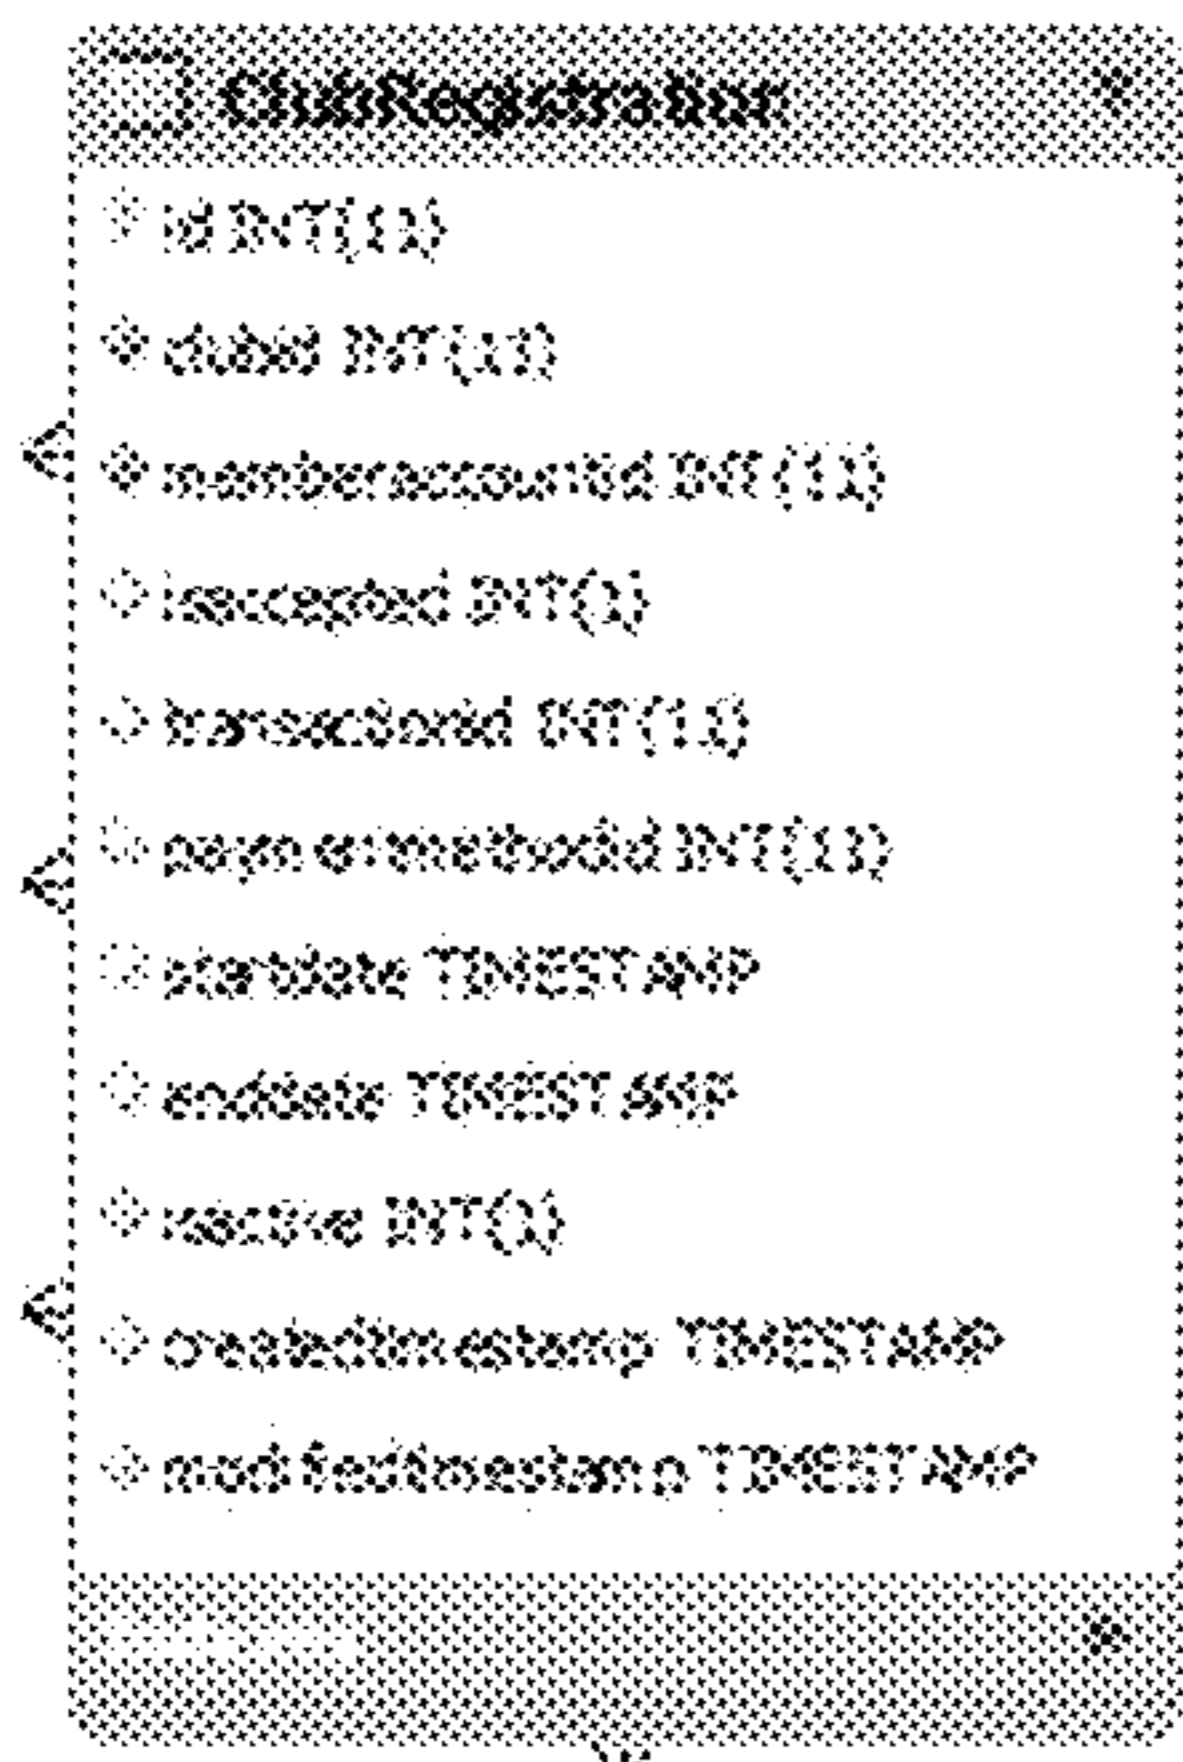 ClubRegistration
id INT(11)
clubid INT(11)
memberaccountid INT(11)
isaccepted INT(1)
transactionid INT(11)
paymentmethodid INT(11)
startdate TIMESTAMP
enddate TIMESTAMP
isactive INT(1)
createdtimestamp TIMESTAMP
modifiedtimestamp TIMESTAMP